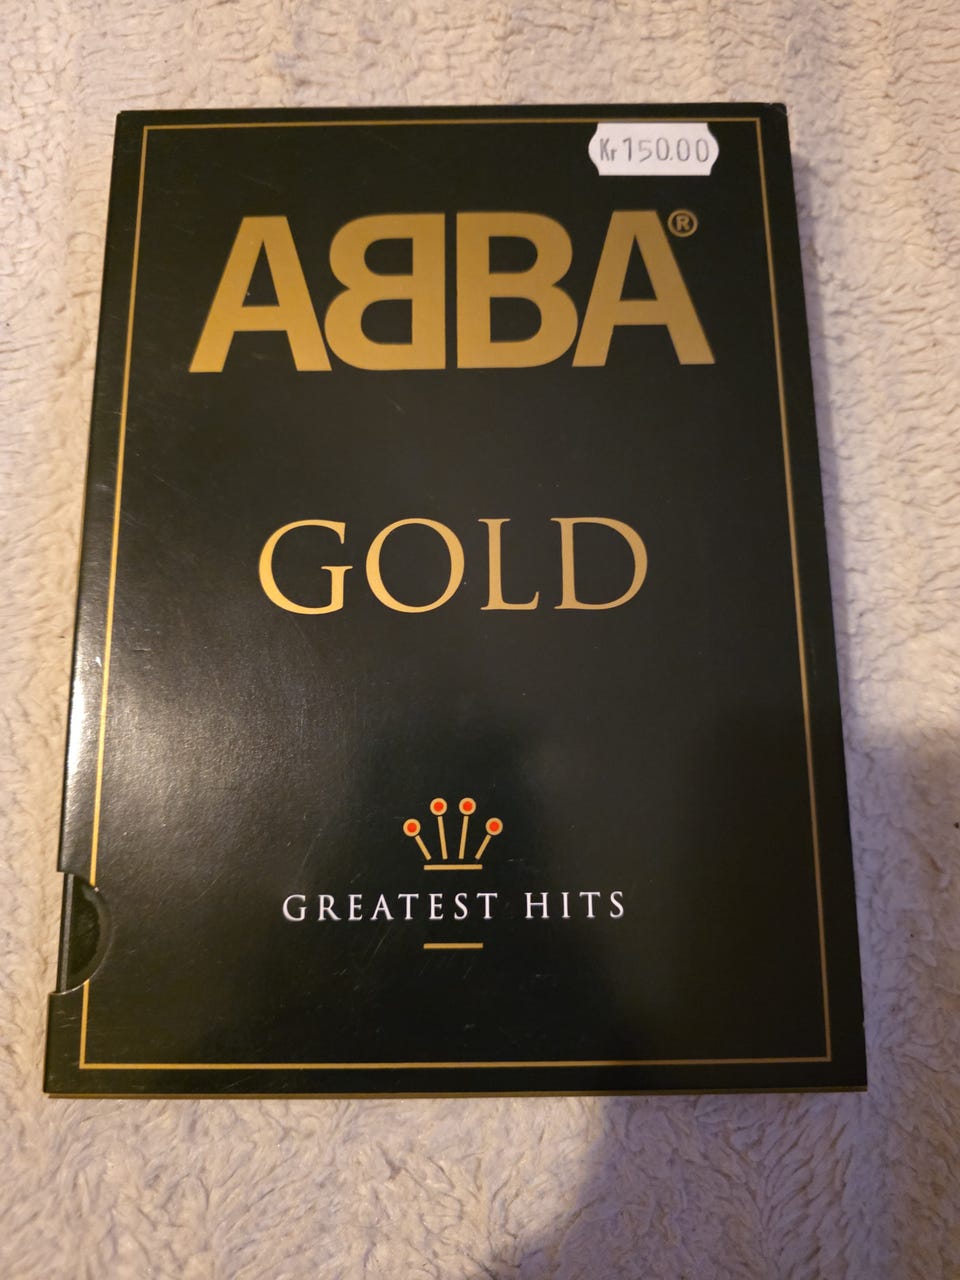 Kr 150.00
ABBA®
GOLD
GREATEST HITS